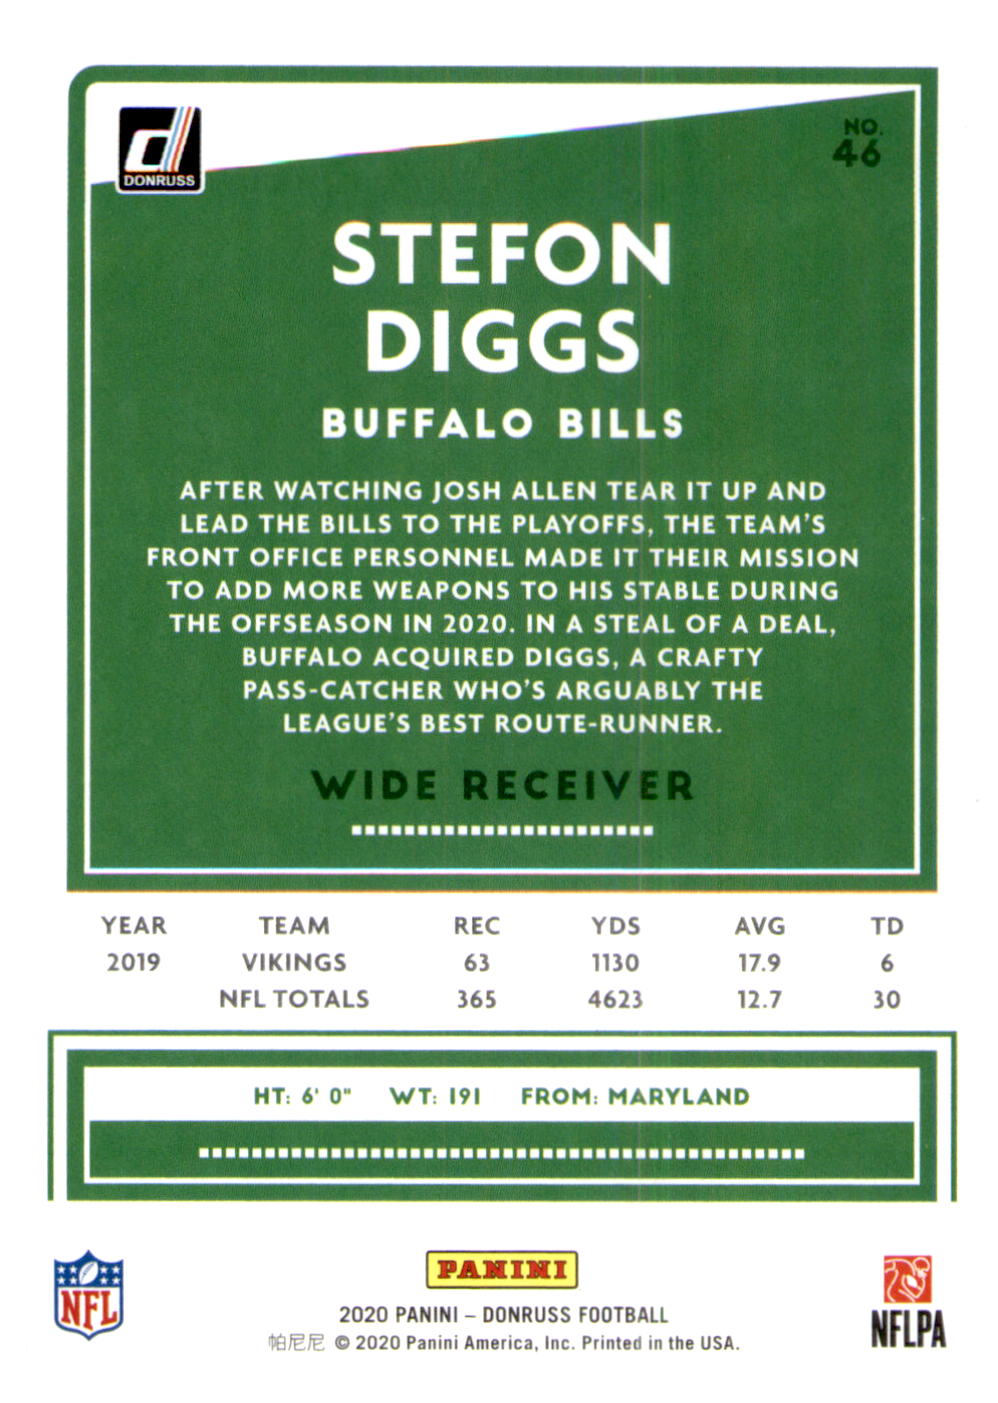 DONRUSS
NO.
46
STEFON
DIGGS
BUFFALO BILLS
AFTER WATCHING JOSH ALLEN TEAR IT UP AND
LEAD THE BILLS TO THE PLAYOFFS, THE TEAM'S
FRONT OFFICE PERSONNEL MADE IT THEIR MISSION
TO ADD MORE WEAPONS TO HIS STABLE DURING
THE OFFSEASON IN 2020. IN A STEAL OF A DEAL,
BUFFALO ACQUIRED DIGGS, A CRAFTY
PASS-CATCHER WHO'S ARGUABLY THE
LEAGUE'S BEST ROUTE-RUNNER.
WIDE RECEIVER
YEAR TEAM REC YDS AVG TD
2019 VIKINGS 63 1130 17.9 6
NFL TOTALS 365 4623 12.7 30
HT: 6' 0" WT: 191 FROM: MARYLAND
NFL
PANINI
NFLPA
2020 PANINI – DONRUSS FOOTBALL
帕尼尼 © 2020 Panini America, Inc. Printed in the USA.